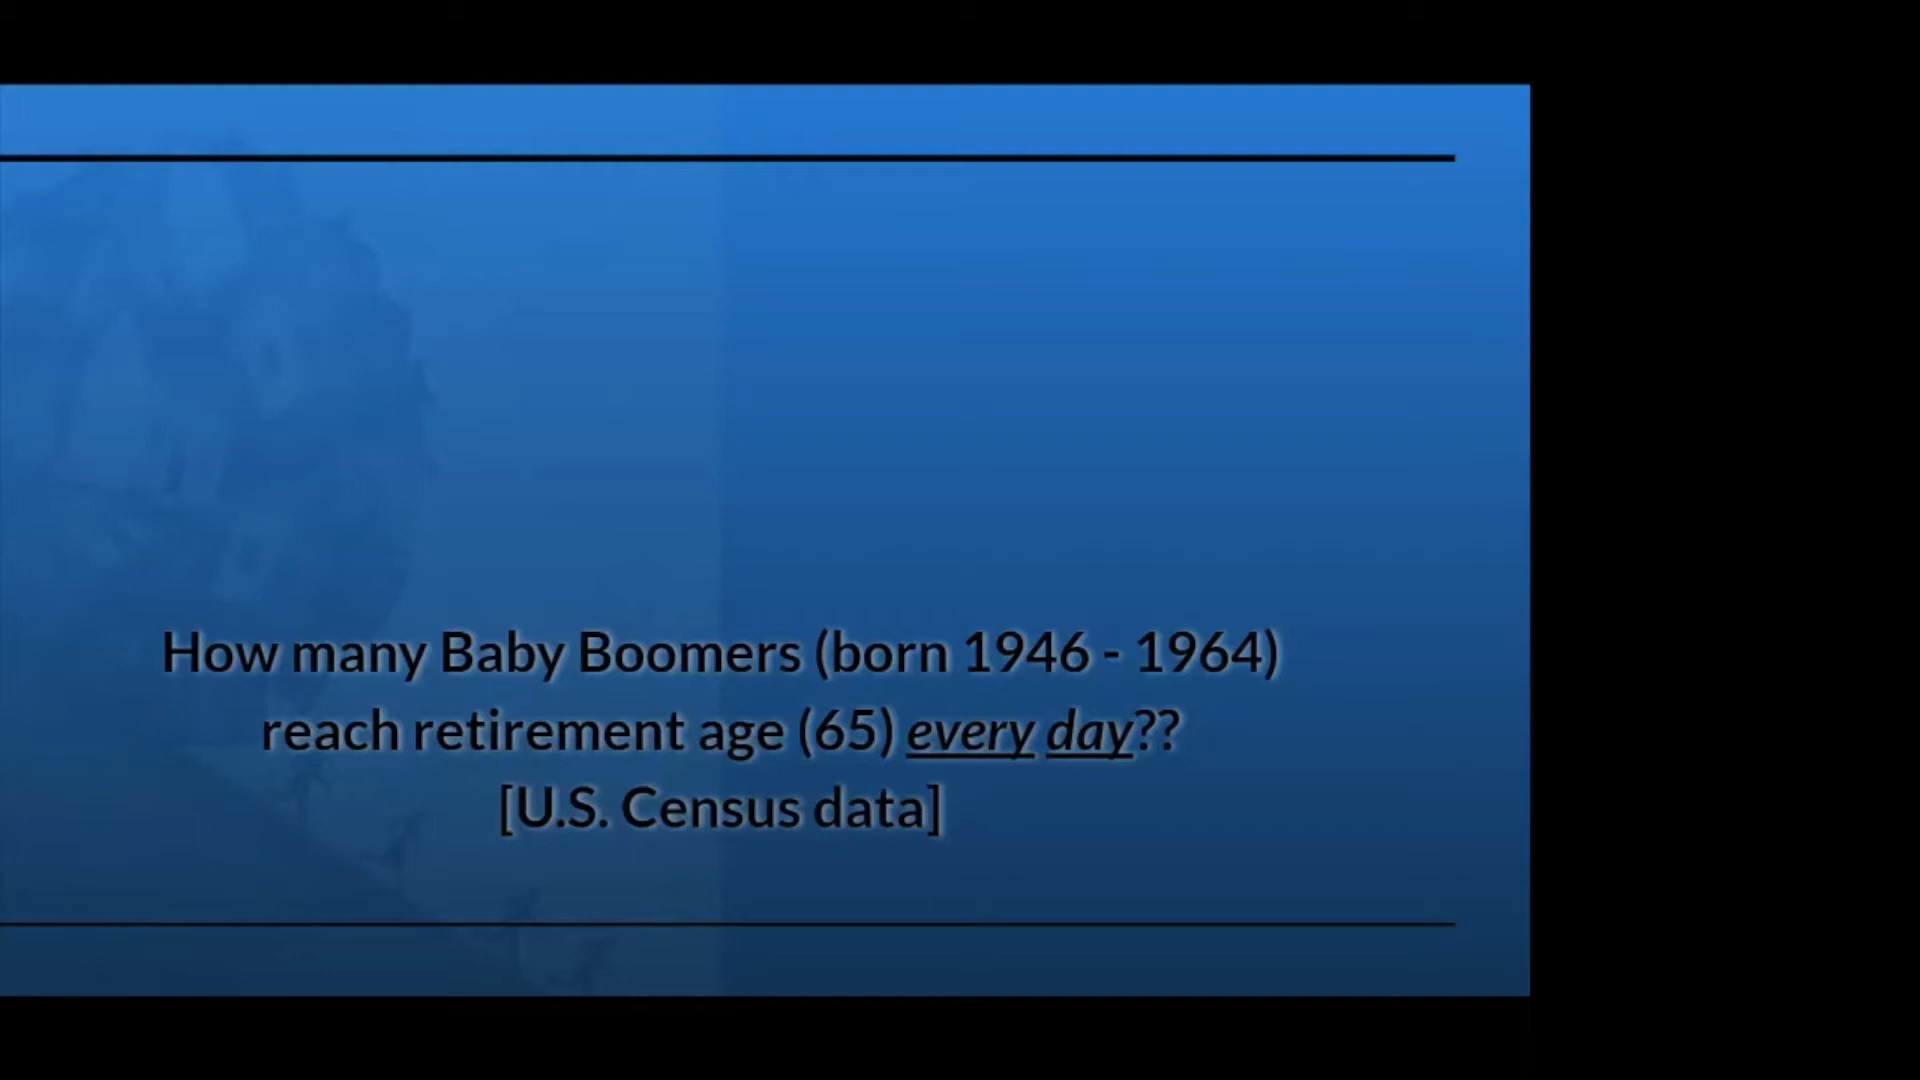 How many Baby Boomers (born 1946 - 1964)
reach retirement age (65) every day??
[U.S. Census data]